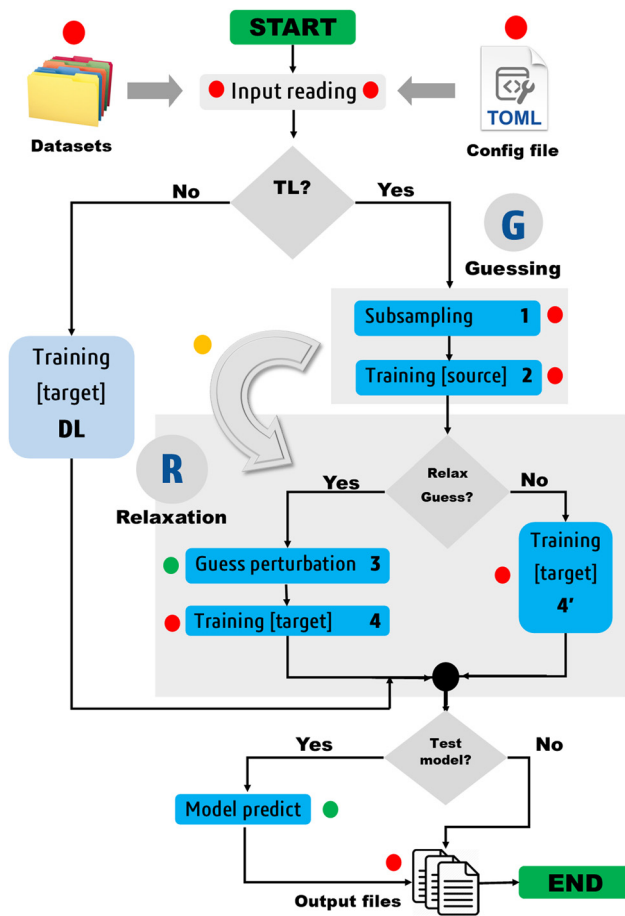 START
Input reading
Datasets
TOML
Config file
TL?
No
Yes
G
Guessing
Subsampling 1
Training [source] 2
Training
[target]
DL
R
Relaxation
Relax
Guess?
Yes
No
Guess perturbation 3
Training [target] 4
Training
[target]
4′
Test
model?
Yes
No
Model predict
Output files
END